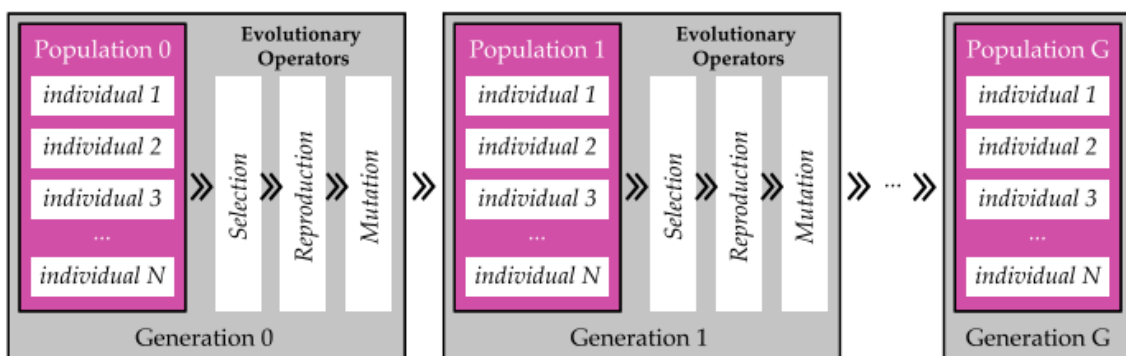 Population 0
individual 1
individual 2
individual 3
...
individual N
Evolutionary
Operators
Selection
Reproduction
Mutation
Generation 0
Population 1
individual 1
individual 2
individual 3
...
individual N
Evolutionary
Operators
Selection
Reproduction
Mutation
Generation 1
...
Population G
individual 1
individual 2
individual 3
...
individual N
Generation G